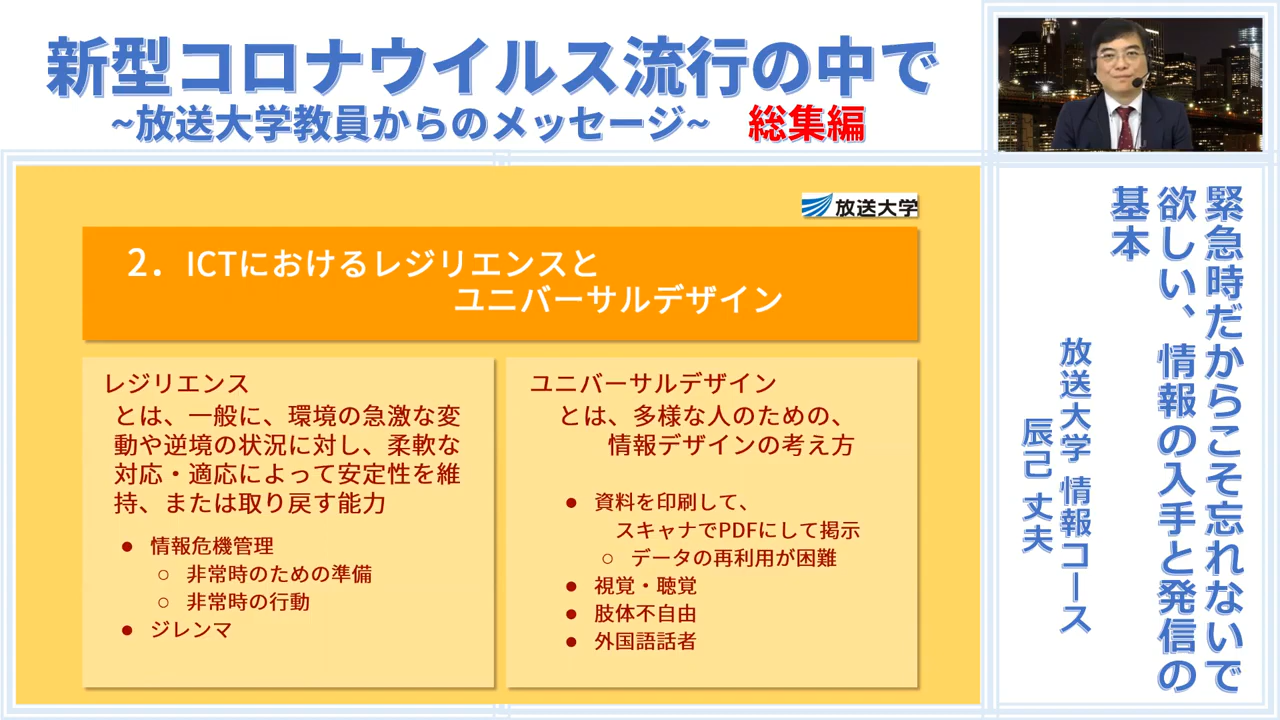 新型コロナウイルス流行の中で
~放送大学教員からのメッセージ~ 総集編
放送大学
2．ICTにおけるレジリエンスと
ユニバーサルデザイン
レジリエンス
とは、一般に、環境の急激な変
動や逆境の状況に対し、柔軟な
対応・適応によって安定性を維
持、または取り戻す能力
● 情報危機管理
○ 非常時のための準備
○ 非常時の行動
● ジレンマ
ユニバーサルデザイン
とは、多様な人のための、
情報デザインの考え方
● 資料を印刷して、
スキャナでPDFにして掲示
○ データの再利用が困難
● 視覚・聴覚
● 肢体不自由
● 外国語話者
緊急時だからこそ忘れないで
欲しい、情報の入手と発信の
基本
放送大学 情報コース
辰己 丈夫